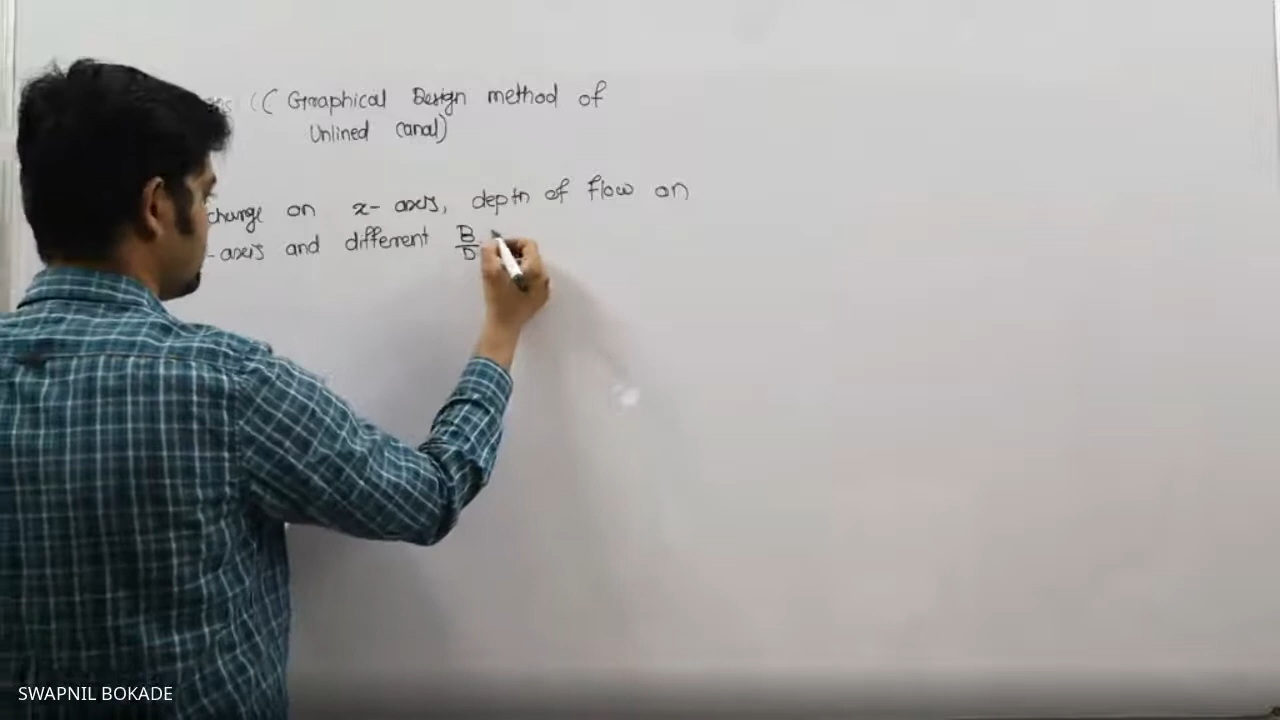 (( Graphical Design method of
Unlined Canal)
charge on x- axis, depth of flow on
-axis and different B/D
SWAPNIL BOKADE